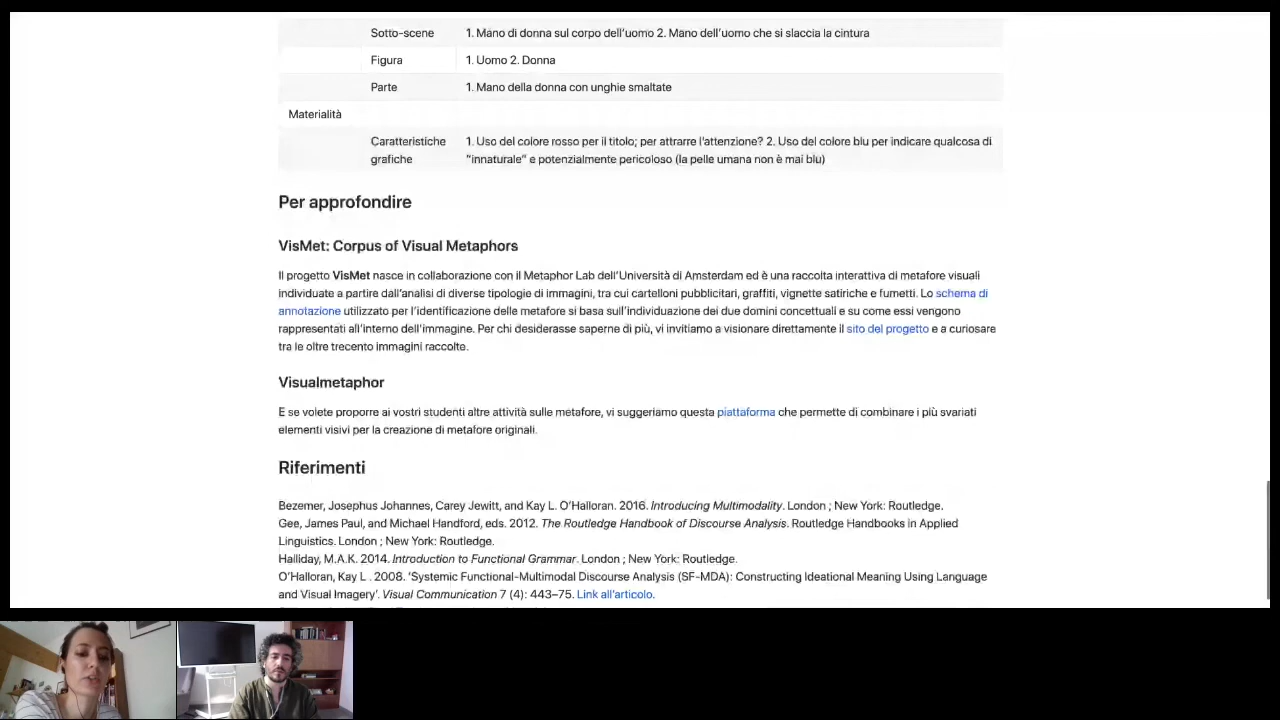 Sotto-scene 1. Mano di donna sul corpo dell'uomo 2. Mano dell'uomo che si slaccia la cintura
Figura 1. Uomo 2. Donna
Parte 1. Mano della donna con unghie smaltate
Materialità
Caratteristiche grafiche 1. Uso del colore rosso per il titolo; per attrarre l'attenzione? 2. Uso del colore blu per indicare qualcosa di
"innaturale" e potenzialmente pericoloso (la pelle umana non è mai blu)
Per approfondire
VisMet: Corpus of Visual Metaphors
Il progetto VisMet nasce in collaborazione con il Metaphor Lab dell'Università di Amsterdam ed è una raccolta interattiva di metafore visuali
individuate a partire dall'analisi di diverse tipologie di immagini, tra cui cartelloni pubblicitari, graffiti, vignette satiriche e fumetti. Lo schema di
annotazione utilizzato per l'identificazione delle metafore si basa sull'individuazione dei due domini concettuali e su come essi vengono
rappresentati all'interno dell'immagine. Per chi desiderasse saperne di più, vi invitiamo a visionare direttamente il sito del progetto e a curiosare
tra le oltre trecento immagini raccolte.
Visualmetaphor
E se volete proporre ai vostri studenti altre attività sulle metafore, vi suggeriamo questa piattaforma che permette di combinare i più svariati
elementi visivi per la creazione di metafore originali.
Riferimenti
Bezemer, Josephus Johannes, Carey Jewitt, and Kay L. O'Halloran. 2016. Introducing Multimodality. London ; New York: Routledge.
Gee, James Paul, and Michael Handford, eds. 2012. The Routledge Handbook of Discourse Analysis. Routledge Handbooks in Applied
Linguistics. London ; New York: Routledge.
Halliday, M.A.K. 2014. Introduction to Functional Grammar. London ; New York: Routledge.
O'Halloran, Kay L . 2008. 'Systemic Functional-Multimodal Discourse Analysis (SF-MDA): Constructing Ideational Meaning Using Language
and Visual Imagery'. Visual Communication 7 (4): 443–75. Link all'articolo.